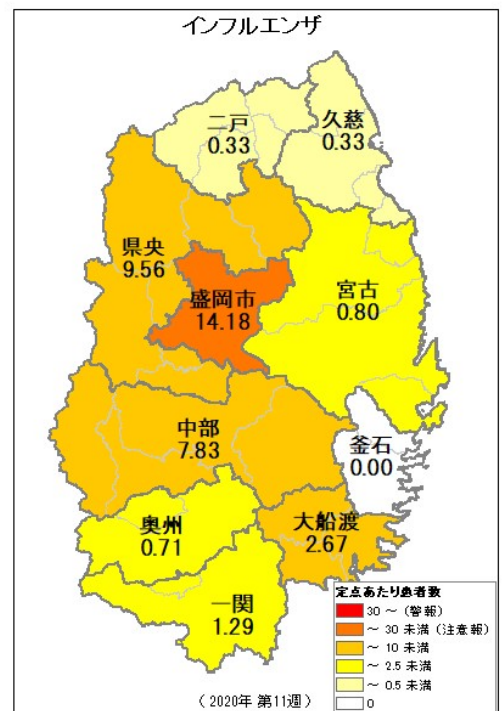 インフルエンザ
二戸
0.33
久慈
0.33
県央
9.56
盛岡市
14.18
宮古
0.80
中部
7.83
釜石
0.00
奥州
0.71
大船渡
2.67
一関
1.29
定点あたり患者数
30 ～ (警報)
～ 30 未満 (注意報)
～ 10 未満
～ 2.5 未満
～ 0.5 未満
0
(2020年 第11週)